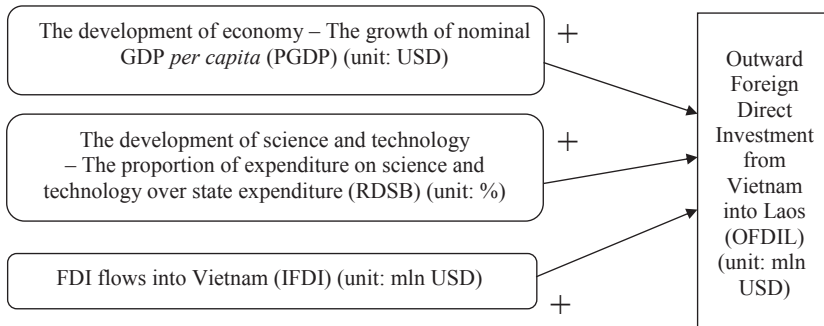 The development of economy – The growth of nominal
GDP per capita (PGDP) (unit: USD)
+
The development of science and technology
– The proportion of expenditure on science and
technology over state expenditure (RDSB) (unit: %)
+
FDI flows into Vietnam (IFDI) (unit: mln USD)
+
Outward
Foreign
Direct
Investment
from
Vietnam
into Laos
(OFDIL)
(unit: mln
USD)